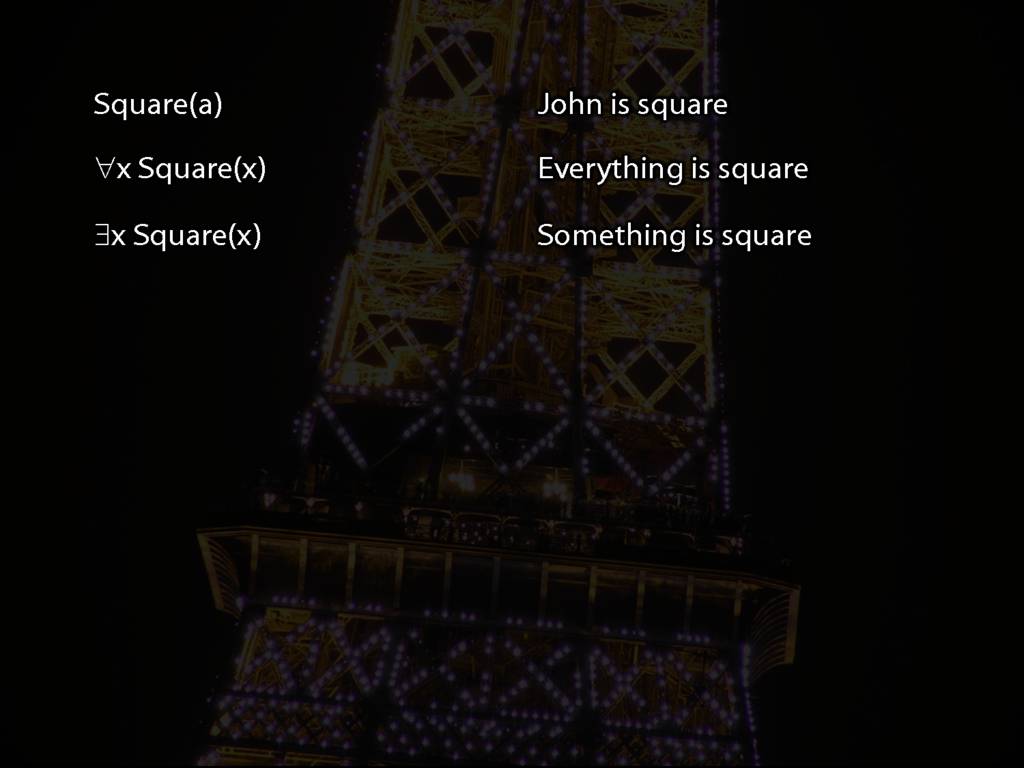 Square(a) John is square
∀x Square(x) Everything is square
∃x Square(x) Something is square